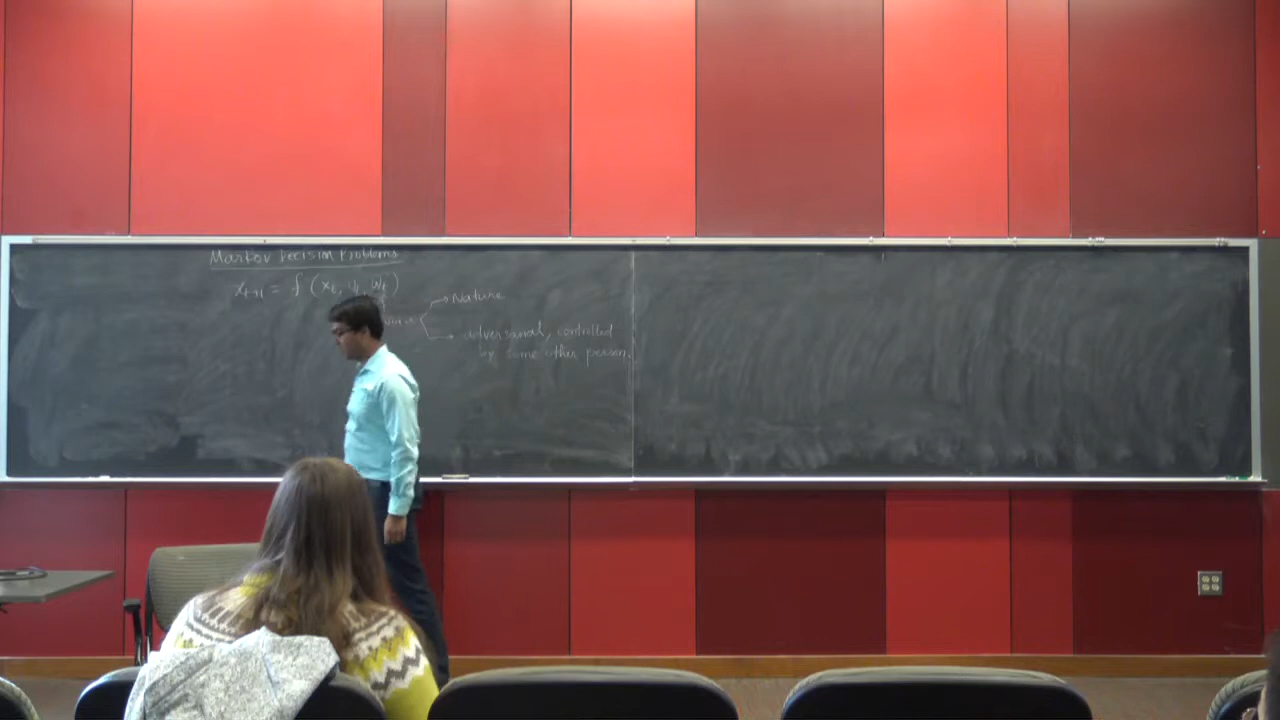 Markov Decision Problems
x_{t+1} = f (x_t, u_t, w_t)
Nature
adversarial, controlled
by some other person.